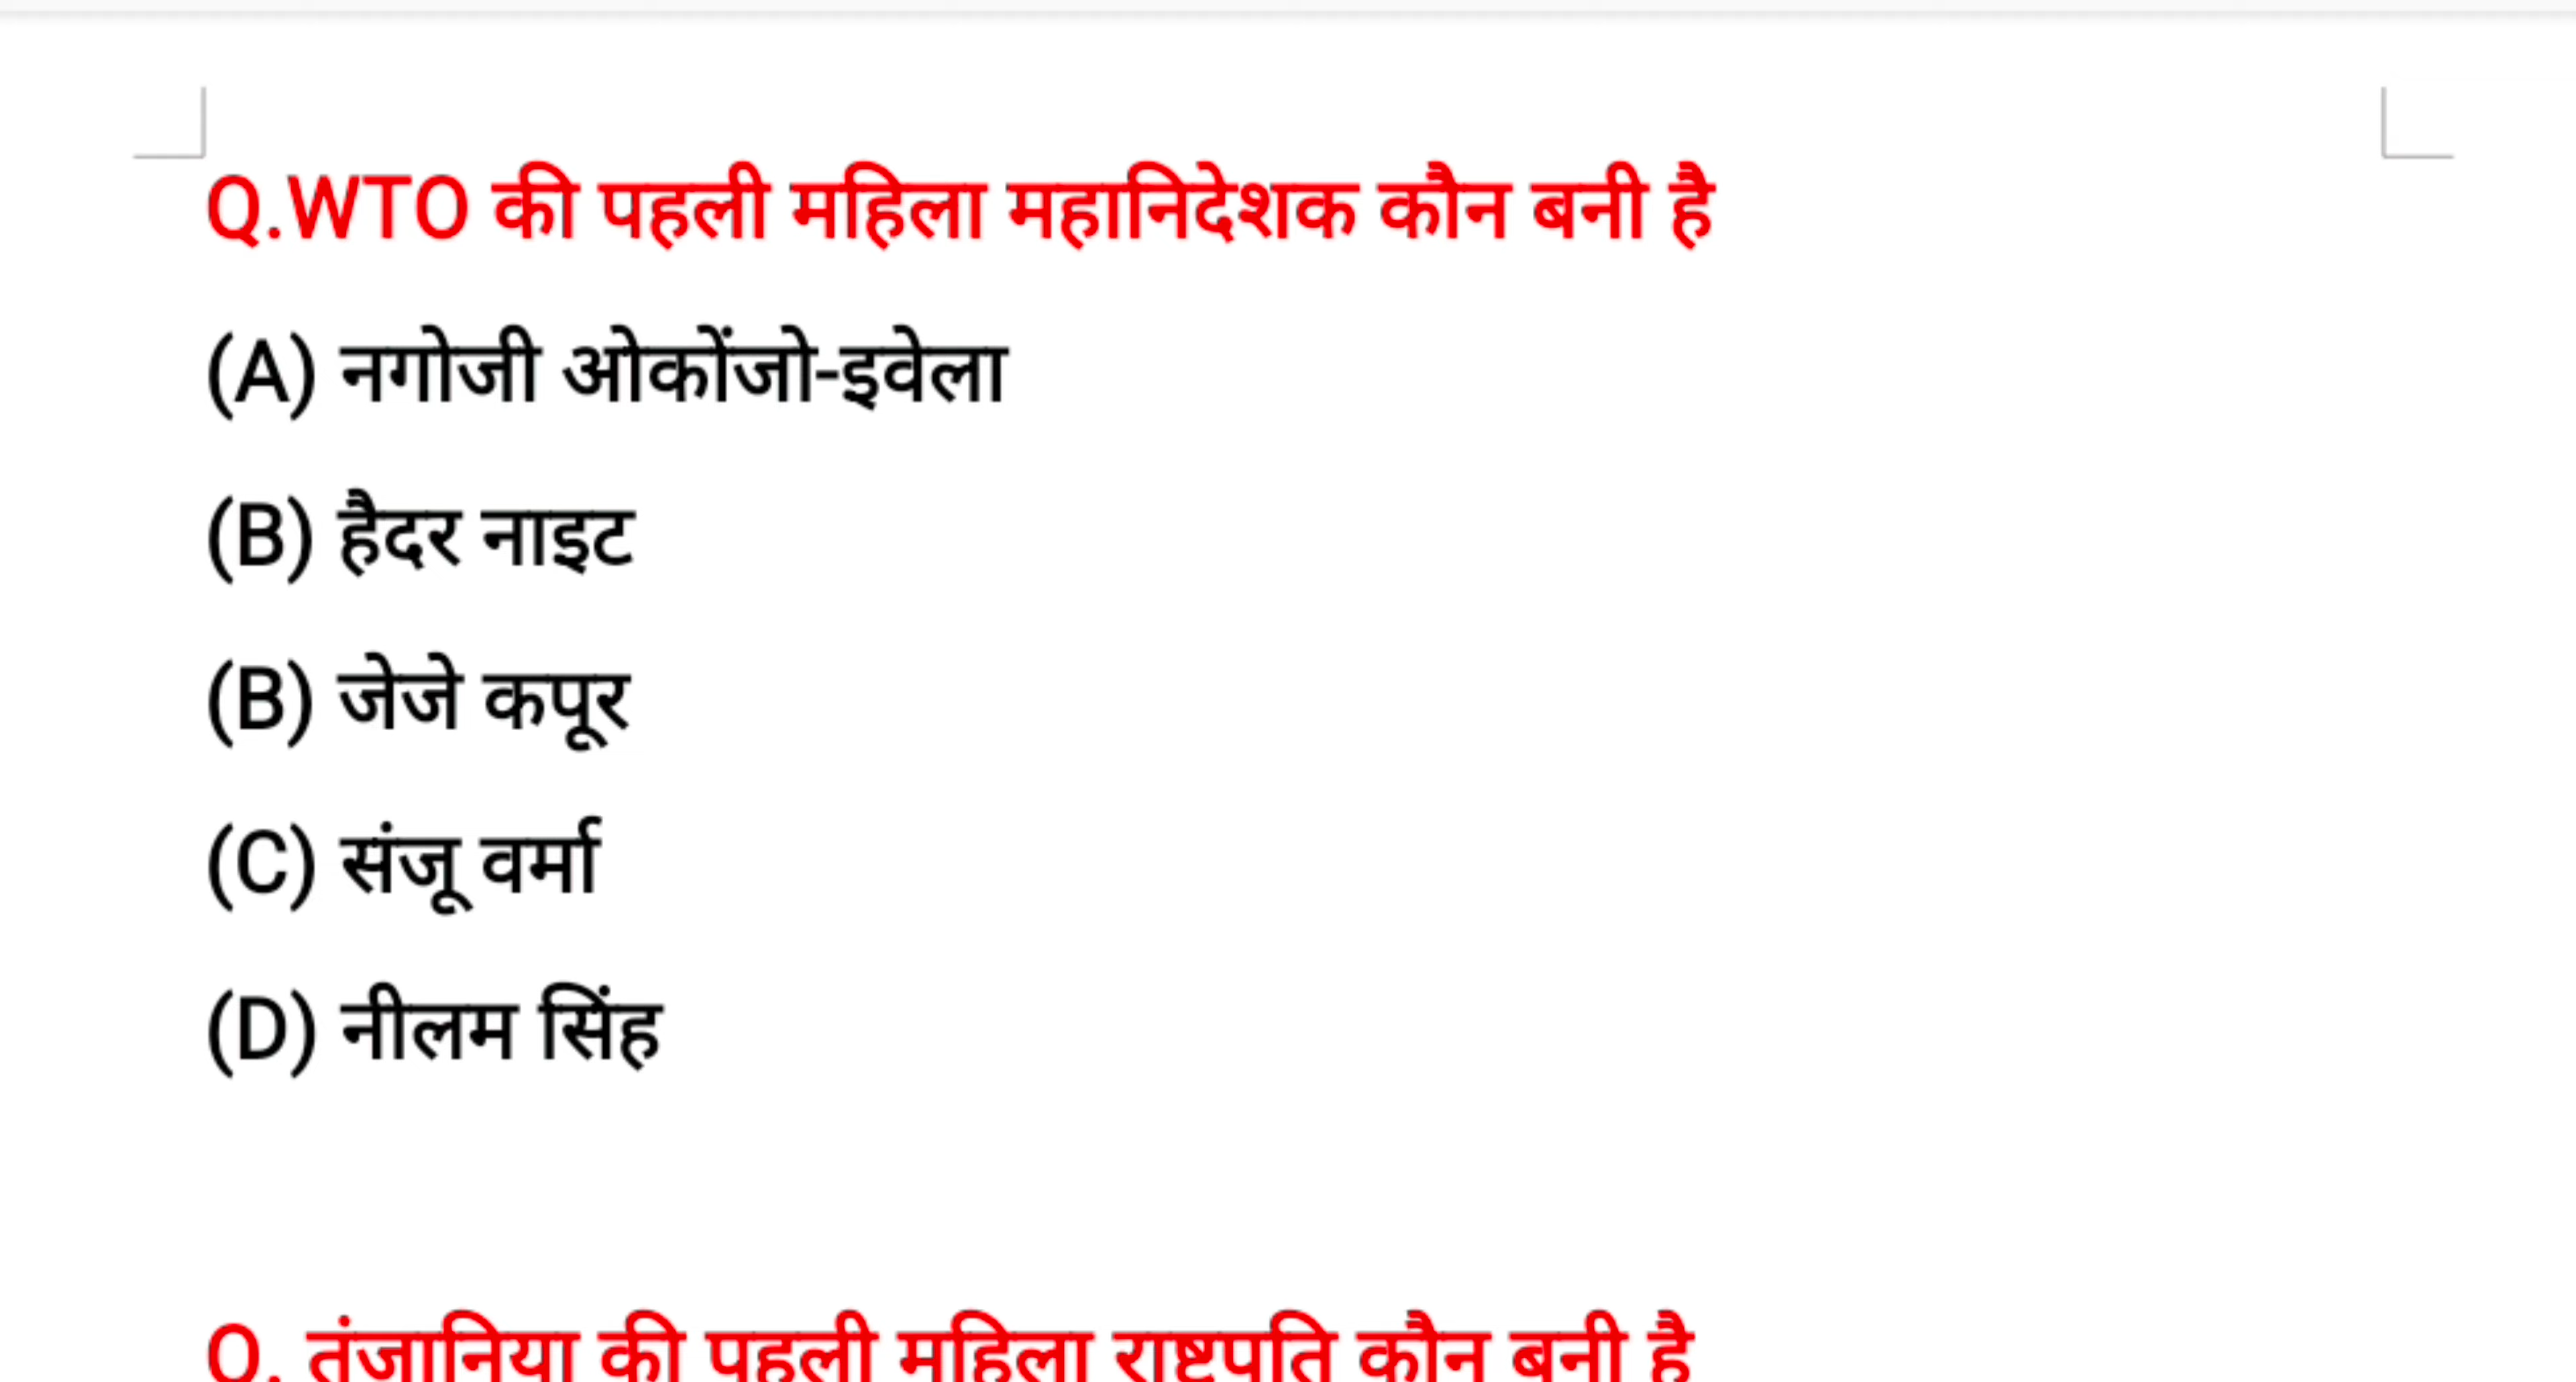 Q.WTO की पहली महिला महानिदेशक कौन बनी है
(A) नगोजी ओकोंजो-इवेला
(B) हैदर नाइट
(B) जेजे कपूर
(C) संजू वर्मा
(D) नीलम सिंह
Q. तंजानिया की पहली महिला राष्ट्रपति कौन बनी है